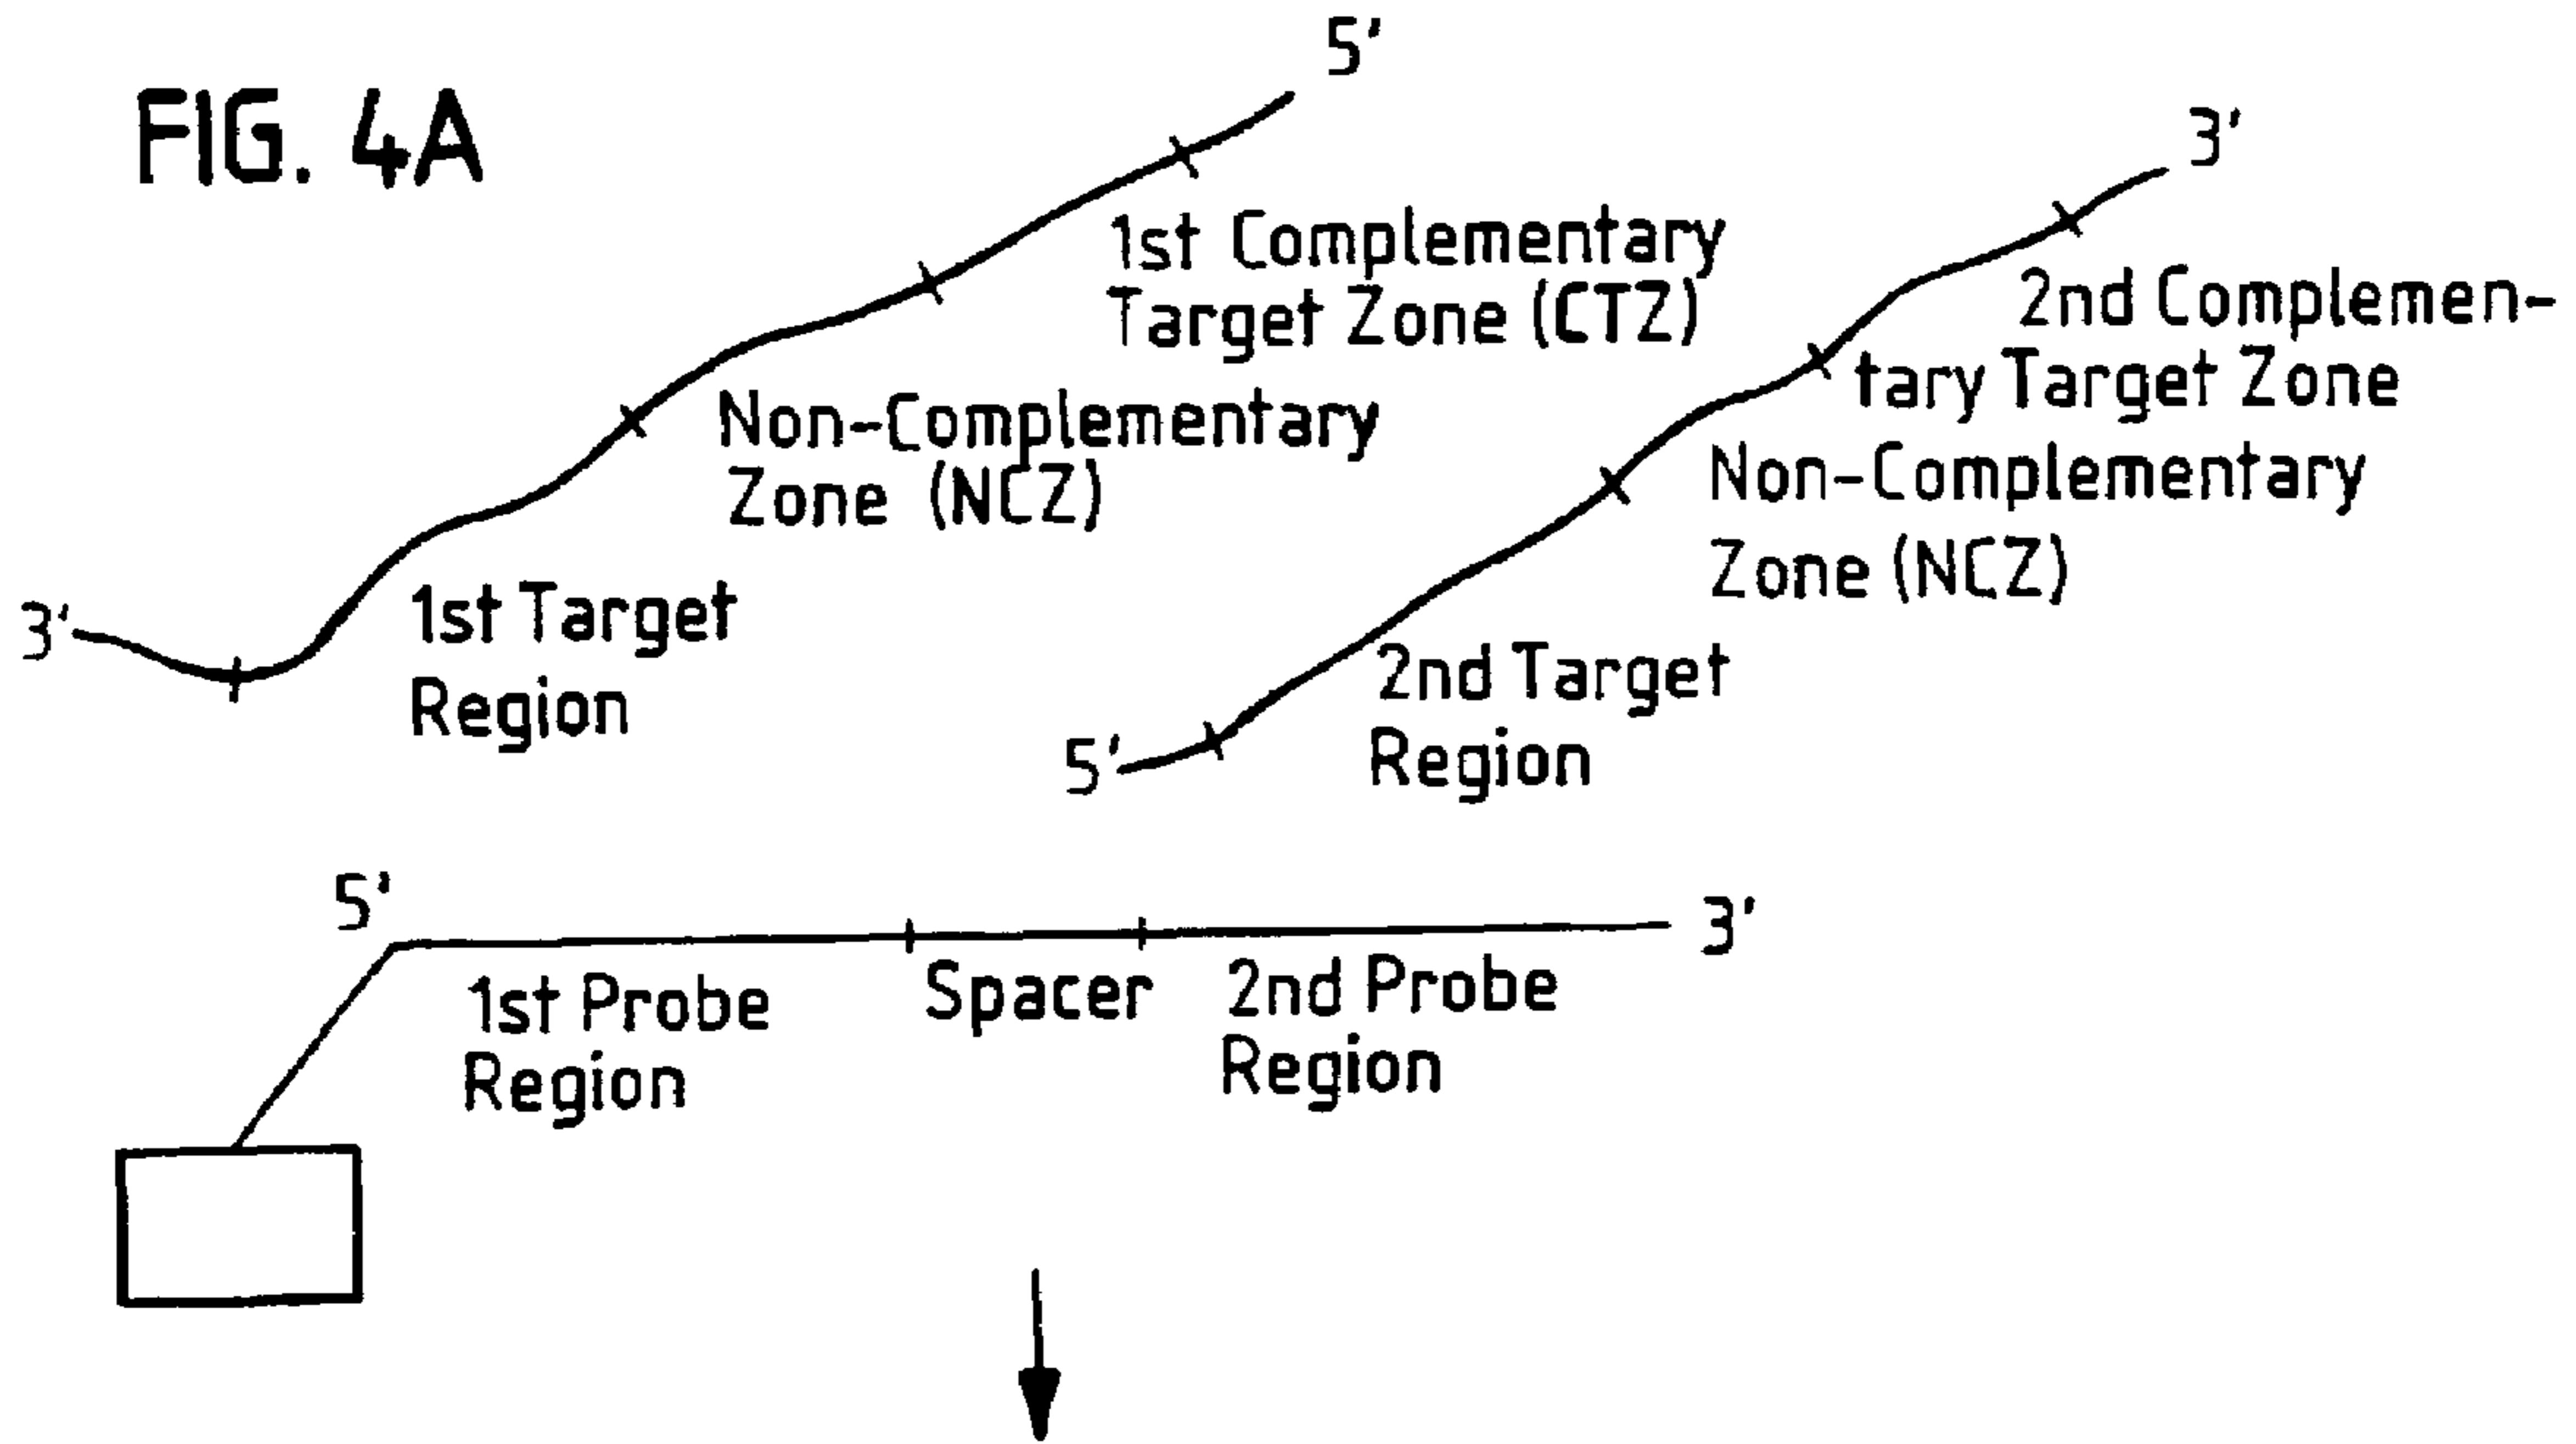 FIG. 4A
5'
3'
1st Complementary
Target Zone (CTZ)
2nd Complemen-
tary Target Zone
Non-Complementary
Zone (NCZ)
Non-Complementary
Zone (NCZ)
3'
1st Target
Region
2nd Target
Region
5'
5'
3'
1st Probe
Region
Spacer
2nd Probe
Region